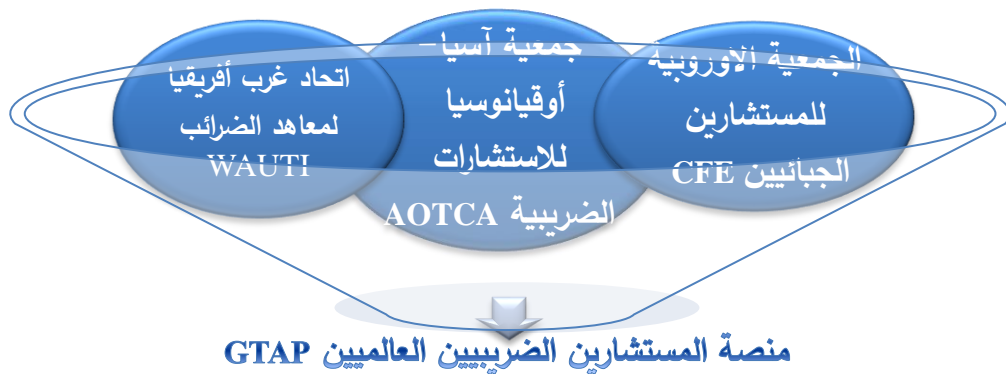 الجمعية الاوروبية
للمستشارين
الجبائيين CFE
جمعية آسيا-
أوقيانوسيا
للاستشارات
الضريبية AOTCA
اتحاد غرب أفريقيا
لمعاهد الضرائب
WAUTI
منصة المستشارين الضريبيين العالميين GTAP